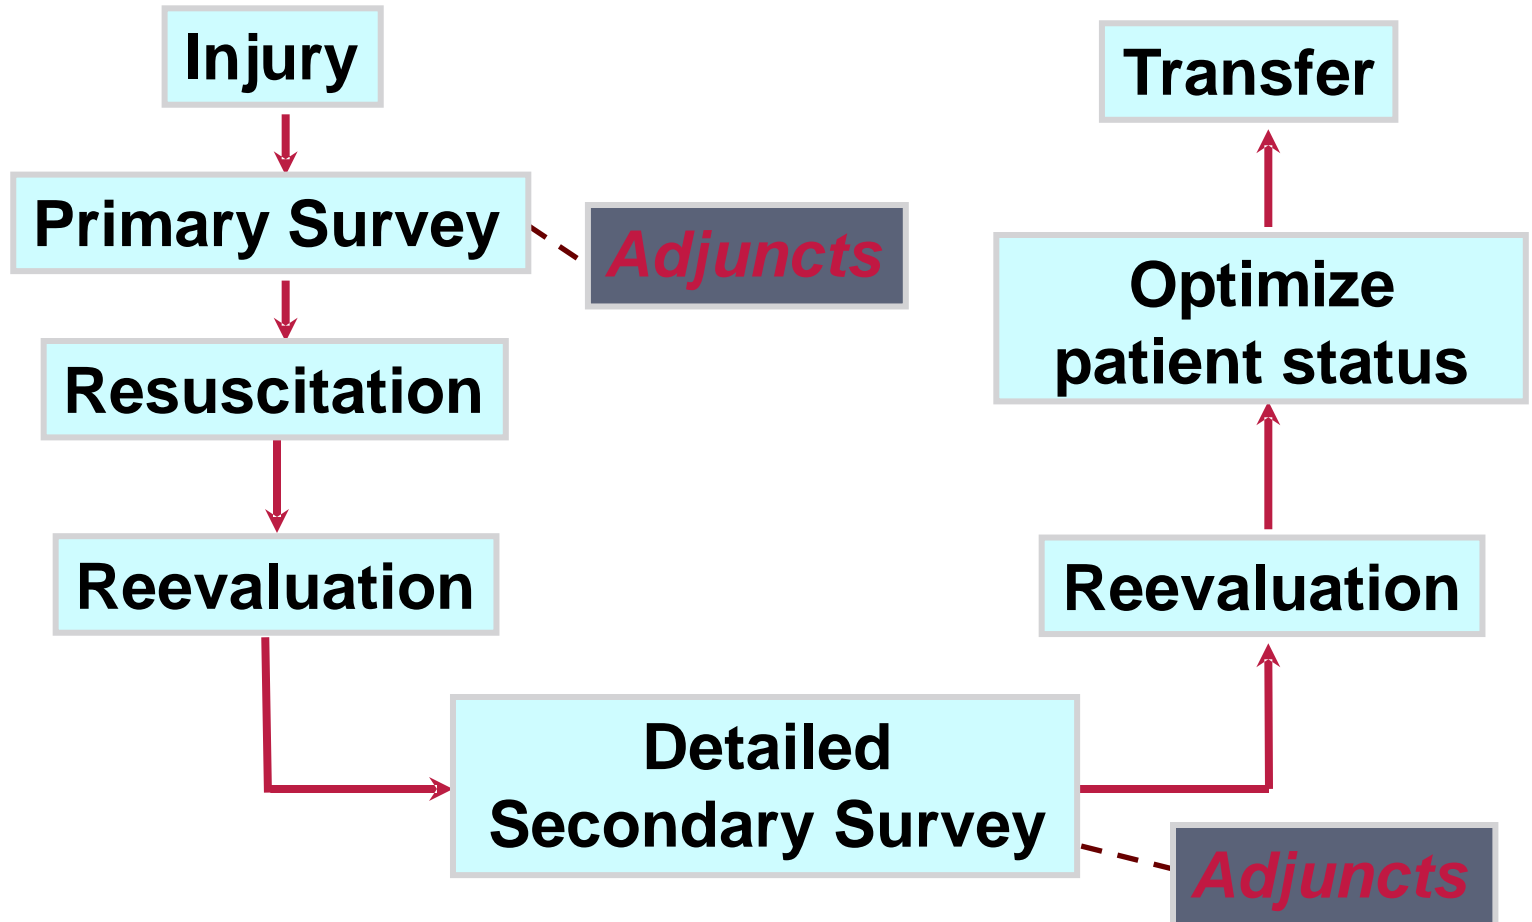 Injury
Primary Survey
Adjuncts
Resuscitation
Reevaluation
Detailed
Secondary Survey
Adjuncts
Reevaluation
Optimize
patient status
Transfer